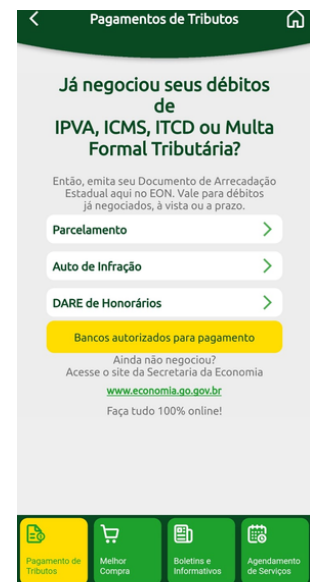 Pagamentos de Tributos
Já negociou seus débitos
de
IPVA, ICMS, ITCD ou Multa
Formal Tributária?
Então, emita seu Documento de Arrecadação
Estadual aqui no EON. Vale para débitos
já negociados, à vista ou a prazo.
Parcelamento
Auto de Infração
DARE de Honorários
Bancos autorizados para pagamento
Ainda não negociou?
Acesse o site da Secretaria da Economia
www.economia.go.gov.br
Faça tudo 100% online!
Pagamento de
Tributos
Melhor
Compra
Boletins e
Informativos
Agendamento
de Serviços